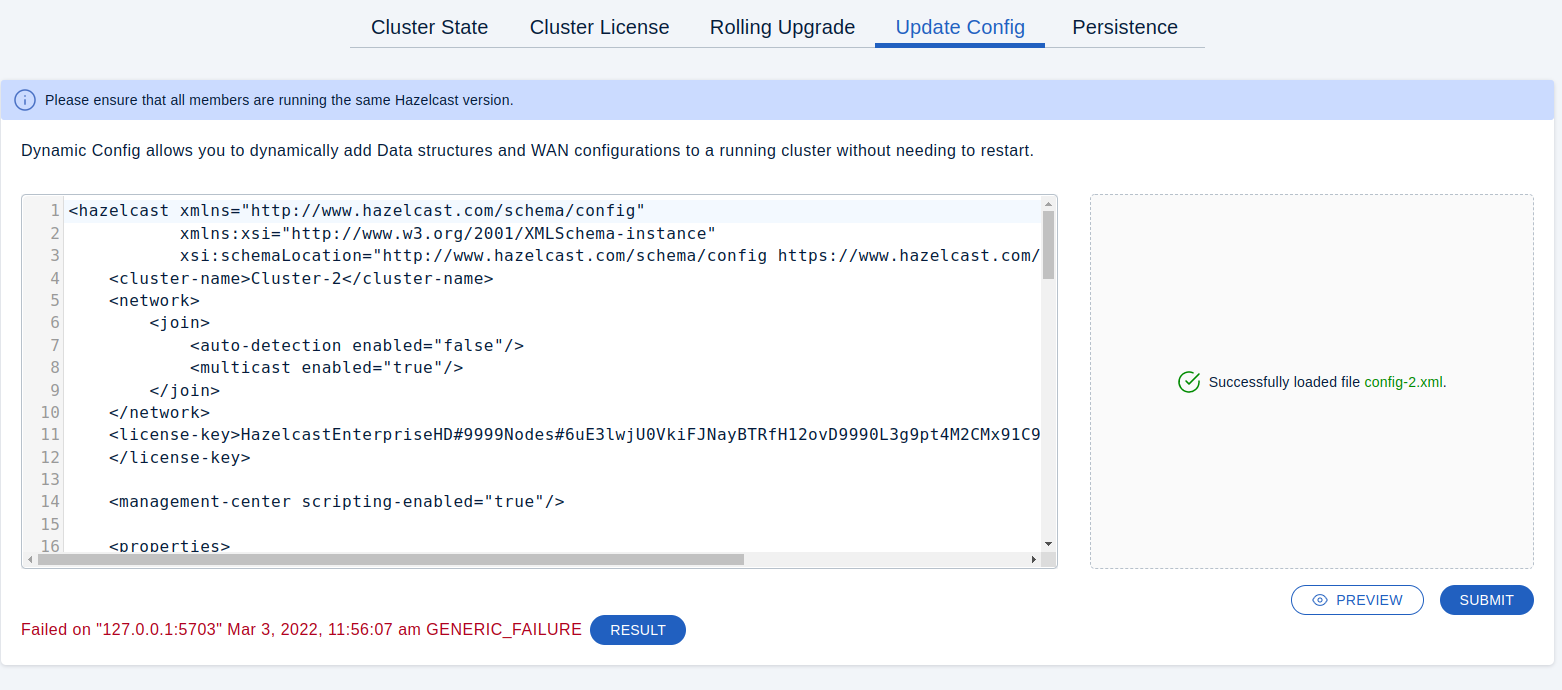 Cluster State Cluster License Rolling Upgrade Update Config Persistence
Please ensure that all members are running the same Hazelcast version.
Dynamic Config allows you to dynamically add Data structures and WAN configurations to a running cluster without needing to restart.
1 <hazelcast xmlns="http://www.hazelcast.com/schema/config"
2 xmlns:xsi="http://www.w3.org/2001/XMLSchema-instance"
3 xsi:schemaLocation="http://www.hazelcast.com/schema/config https://www.hazelcast.com/
4 <cluster-name>Cluster-2</cluster-name>
5 <network>
6 <join>
7 <auto-detection enabled="false"/>
8 <multicast enabled="true"/>
9 </join>
10 </network>
11 <license-key>HazelcastEnterpriseHD#9999Nodes#6uE3lwjU0VkiFJNayBTRfH12ovD9990L3g9pt4M2CMx91C9
12 </license-key>
13
14 <management-center scripting-enabled="true"/>
15
16 <properties>
Successfully loaded file config-2.xml.
PREVIEW SUBMIT
Failed on "127.0.0.1:5703" Mar 3, 2022, 11:56:07 am GENERIC_FAILURE RESULT